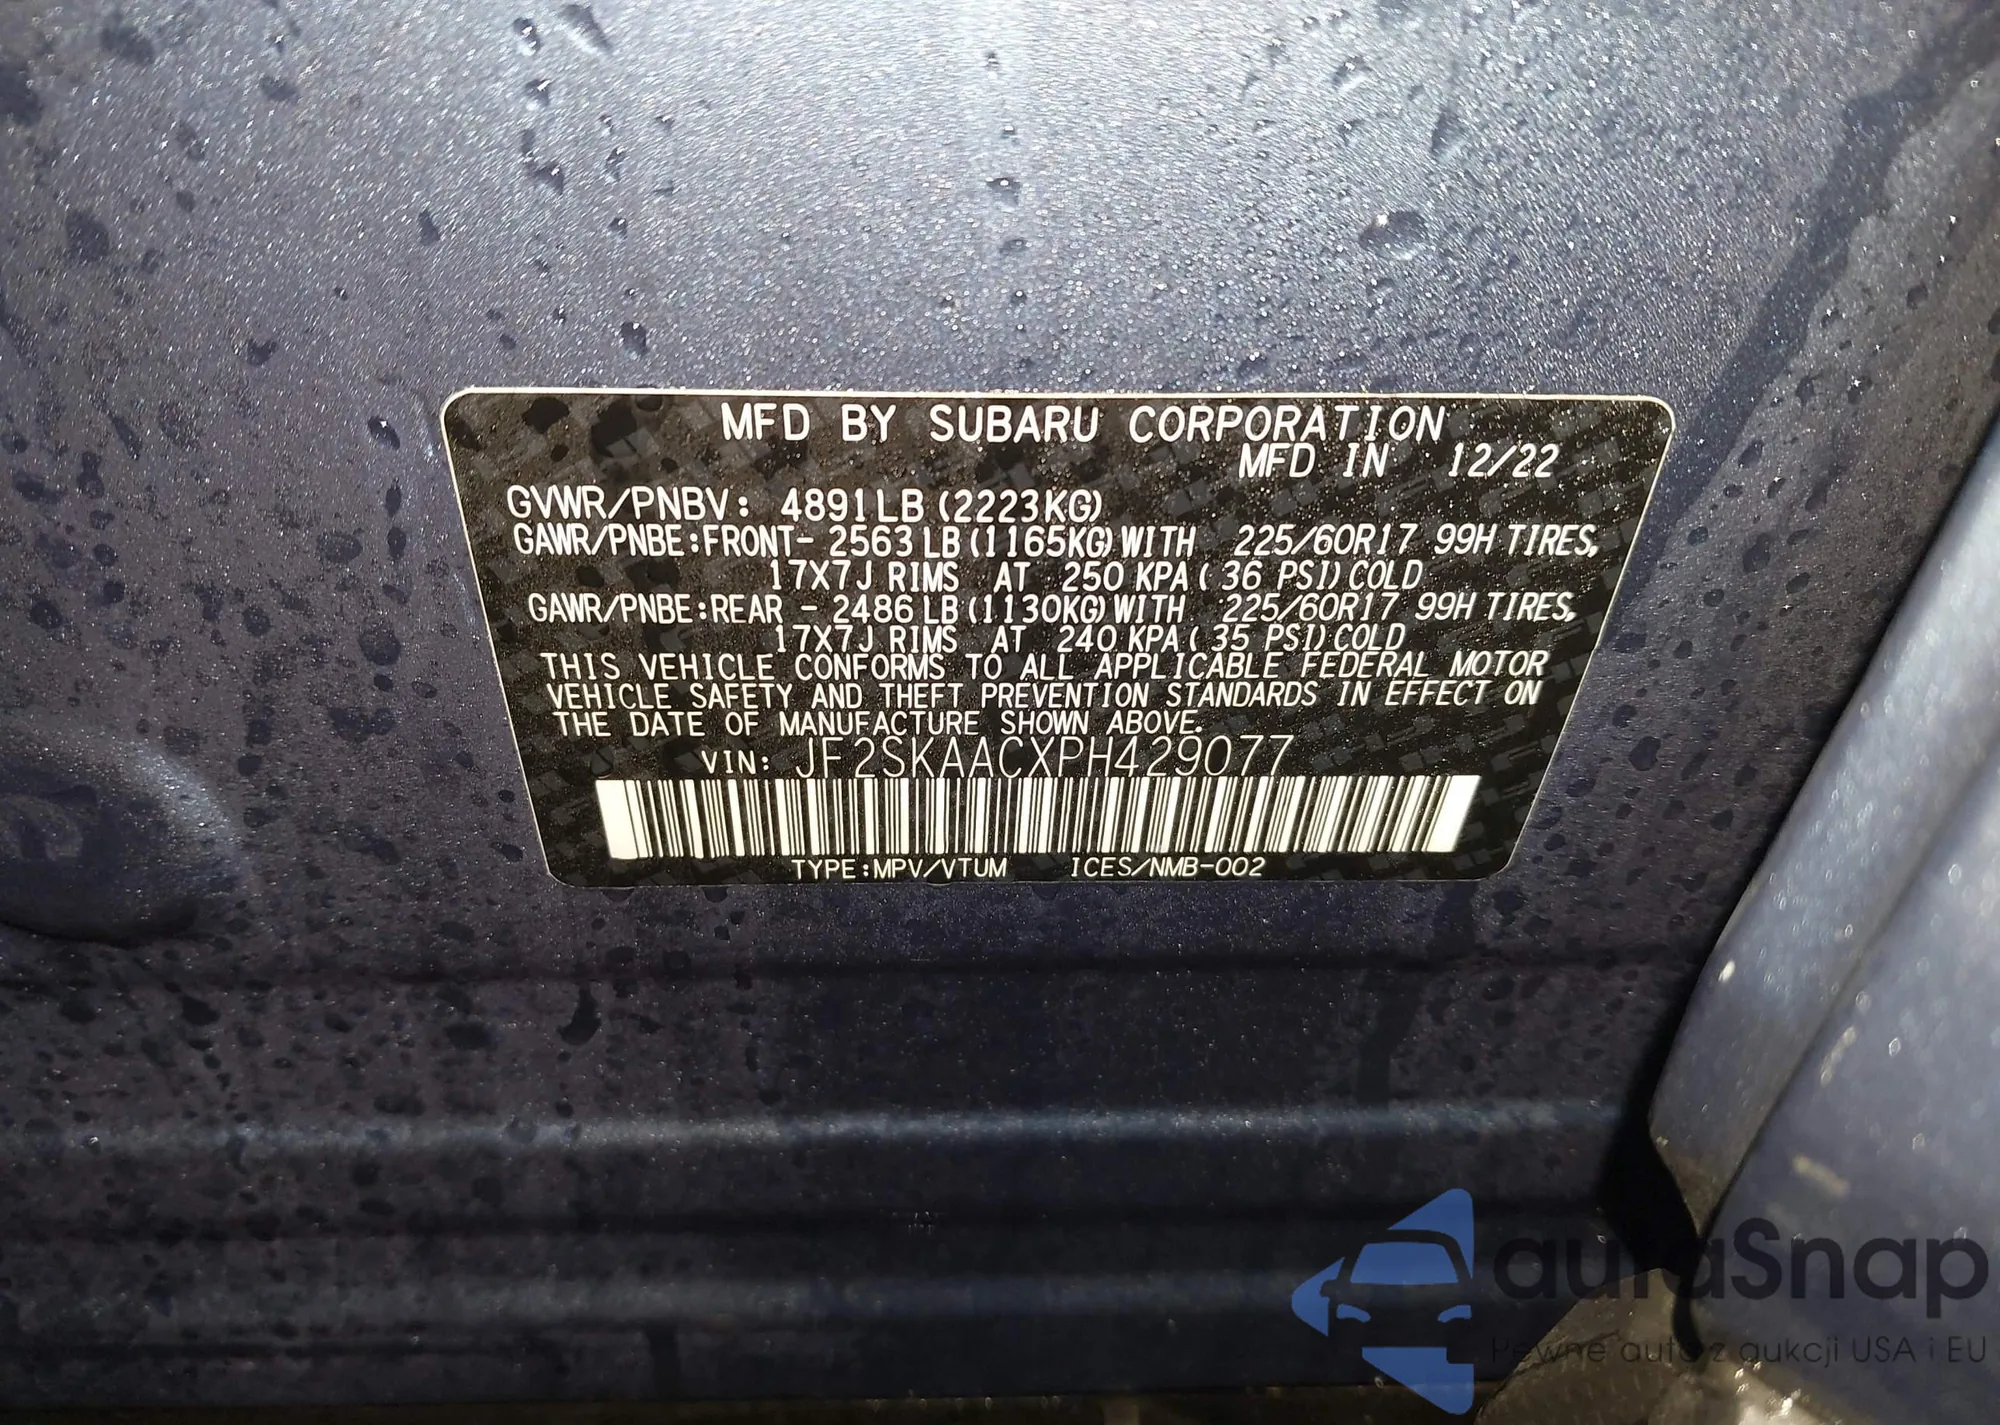 MFD BY SUBARU CORPORATION
MFD IN 12/22
GVWR/PNBV: 4891LB (2223KG)
GAWR/PNBE:FRONT- 2563LB (1165KG) WITH 225/60R17 99H TIRES,
17X7J RIMS AT 250 KPA ( 36 PSI) COLD
GAWR/PNBE:REAR - 2486LB (1130KG) WITH 225/60R17 99H TIRES,
17X7J RIMS AT 240 KPA ( 35 PSI) COLD
THIS VEHICLE CONFORMS TO ALL APPLICABLE FEDERAL MOTOR
VEHICLE SAFETY AND THEFT PREVENTION STANDARDS IN EFFECT ON
THE DATE OF MANUFACTURE SHOWN ABOVE.
VIN: JF2SKAACXPH429077
TYPE:MPV/VTUM ICES/NMB-002
auraSnap
Pewne auto z aukcji USA i EU